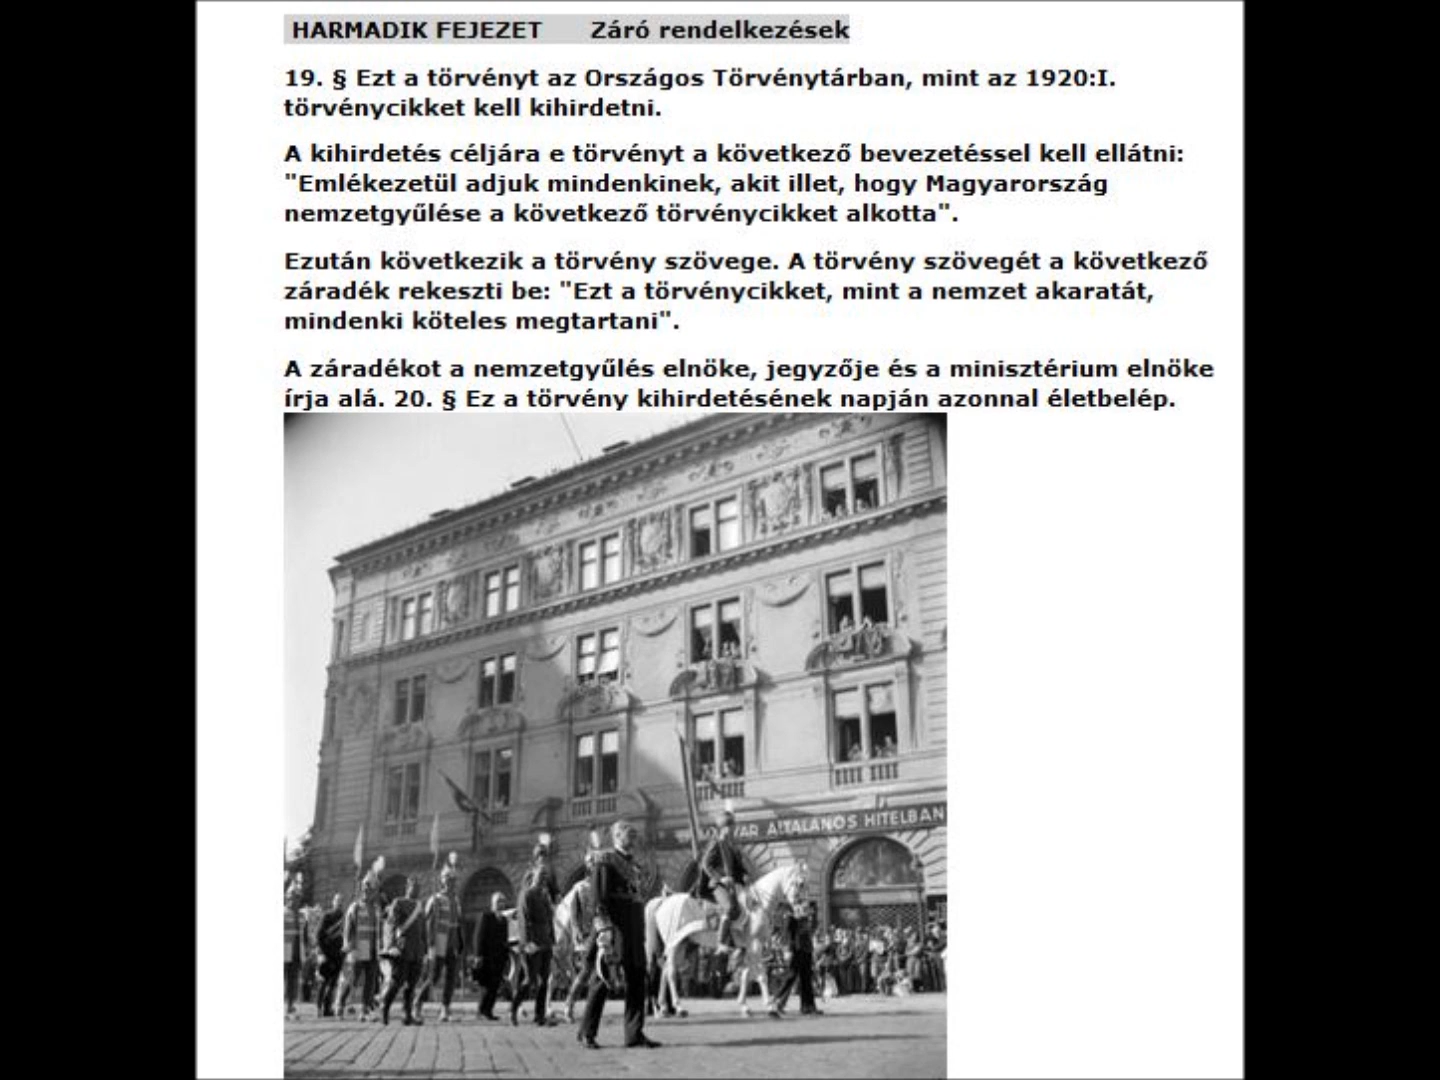 HARMADIK FEJEZET Záró rendelkezések
19. § Ezt a törvényt az Országos Törvénytárban, mint az 1920:I.
törvénycikket kell kihirdetni.
A kihirdetés céljára e törvényt a következő bevezetéssel kell ellátni:
"Emlékezetül adjuk mindenkinek, akit illet, hogy Magyarország
nemzetgyűlése a következő törvénycikket alkotta".
Ezután következik a törvény szövege. A törvény szövegét a következő
záradék rekeszti be: "Ezt a törvénycikket, mint a nemzet akaratát,
mindenki köteles megtartani".
A záradékot a nemzetgyűlés elnöke, jegyzője és a minisztérium elnöke
írja alá. 20. § Ez a törvény kihirdetésének napján azonnal életbelép.
ÁLTALÁNOS HITELBAN